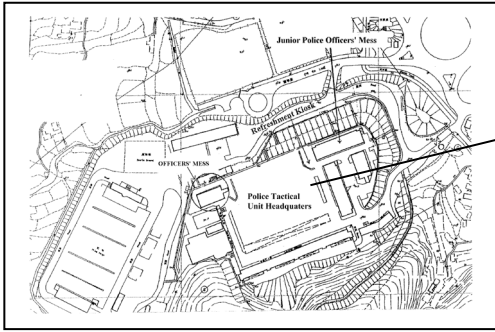 Junior Police Officers' Mess
Refreshment Kiosk
OFFICERS' MESS
Police Tactical
Unit Headquaters